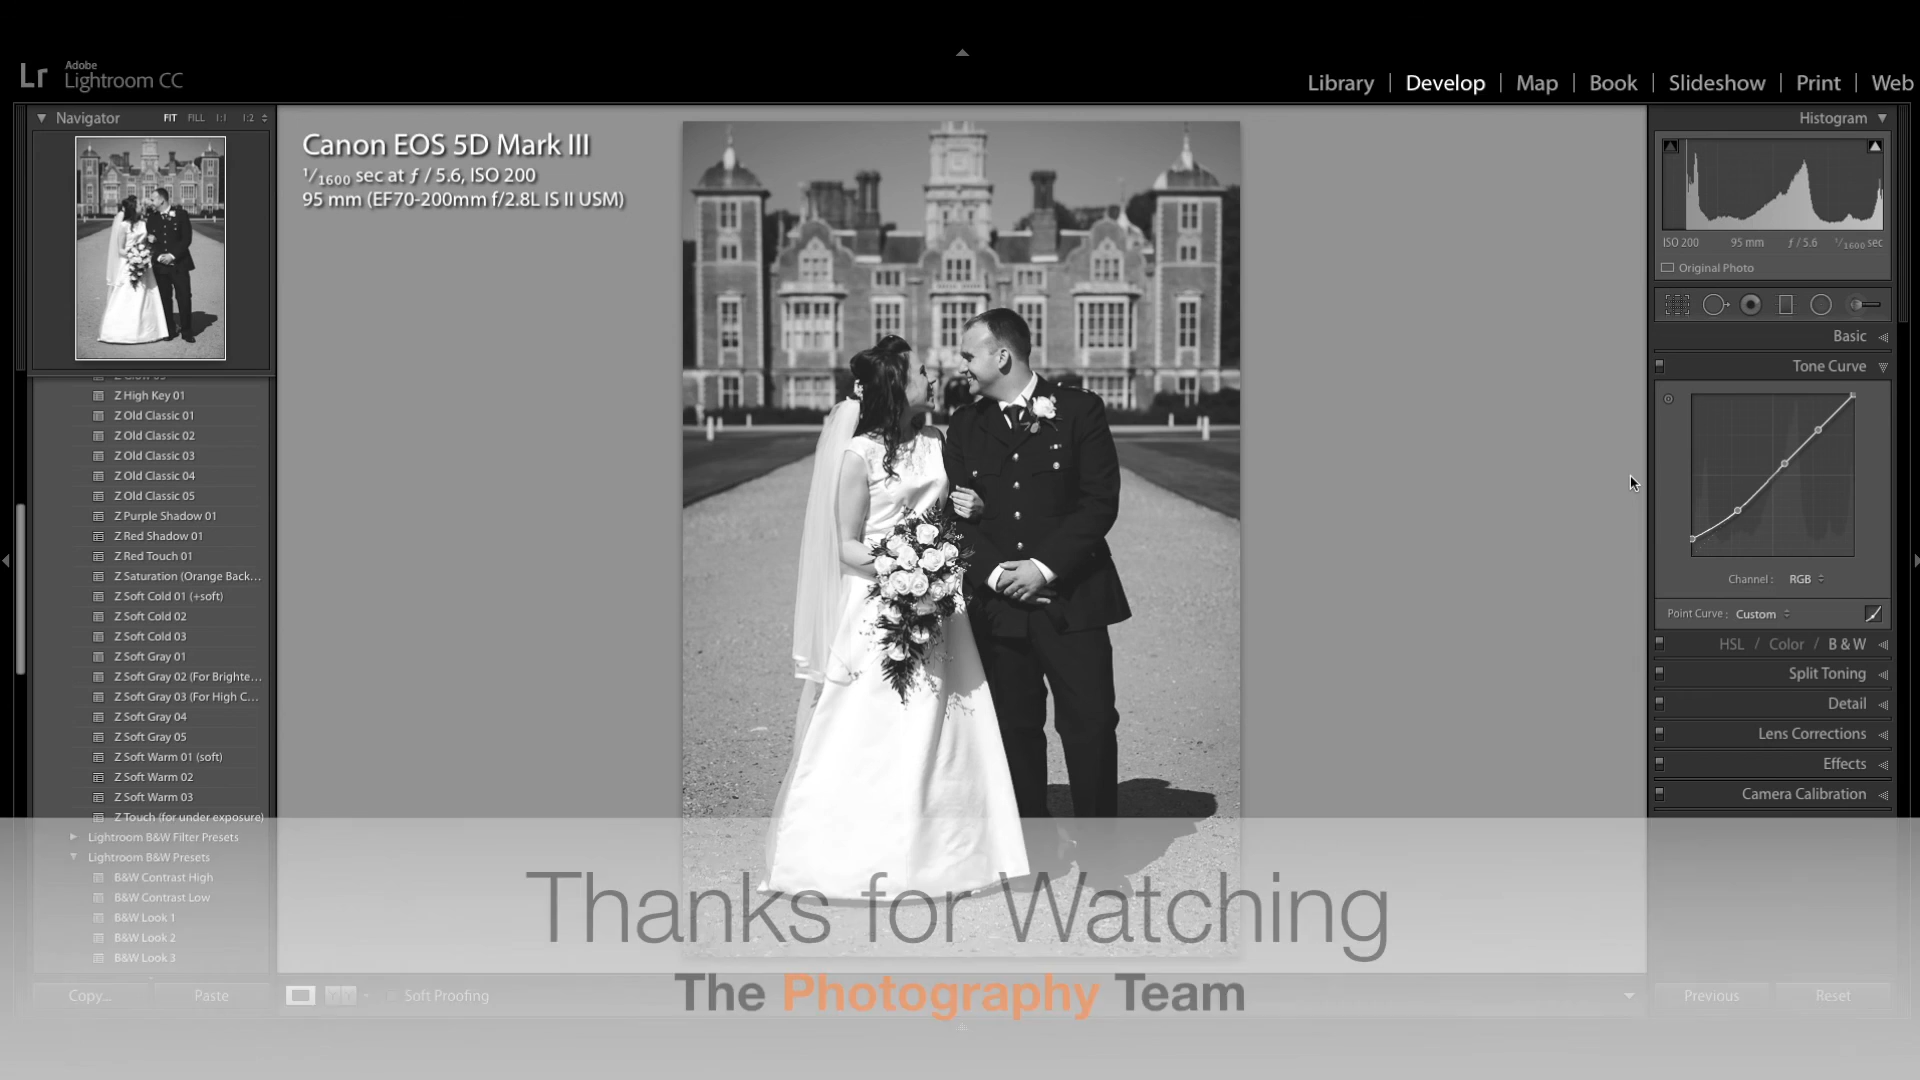 Adobe
Lr Lightroom CC
Library | Develop | Map | Book | Slideshow | Print | Web
Navigator FIT FILL 1:1 1:2
Canon EOS 5D Mark III
1/1600 sec at ƒ / 5.6, ISO 200
95 mm (EF70-200mm f/2.8L IS II USM)
Z High Key 01
Z Old Classic 01
Z Old Classic 02
Z Old Classic 03
Z Old Classic 04
Z Old Classic 05
Z Purple Shadow 01
Z Red Shadow 01
Z Red Touch 01
Z Saturation (Orange Back...
Z Soft Cold 01 (+soft)
Z Soft Cold 02
Z Soft Cold 03
Z Soft Gray 01
Z Soft Gray 02 (For Brighte...
Z Soft Gray 03 (For High C...
Z Soft Gray 04
Z Soft Gray 05
Z Soft Warm 01 (soft)
Z Soft Warm 02
Z Soft Warm 03
Z Touch (for under exposure)
Lightroom B&W Filter Presets
Lightroom B&W Presets
B&W Contrast High
B&W Contrast Low
B&W Look 1
B&W Look 2
B&W Look 3
Copy... Paste
Soft Proofing
Histogram
ISO 200 95 mm ƒ / 5.6 1/1600 sec
Original Photo
Basic
Tone Curve
Channel : RGB
Point Curve : Custom
HSL / Color / B & W
Split Toning
Detail
Lens Corrections
Effects
Camera Calibration
Previous Reset
Thanks for Watching
The Photography Team